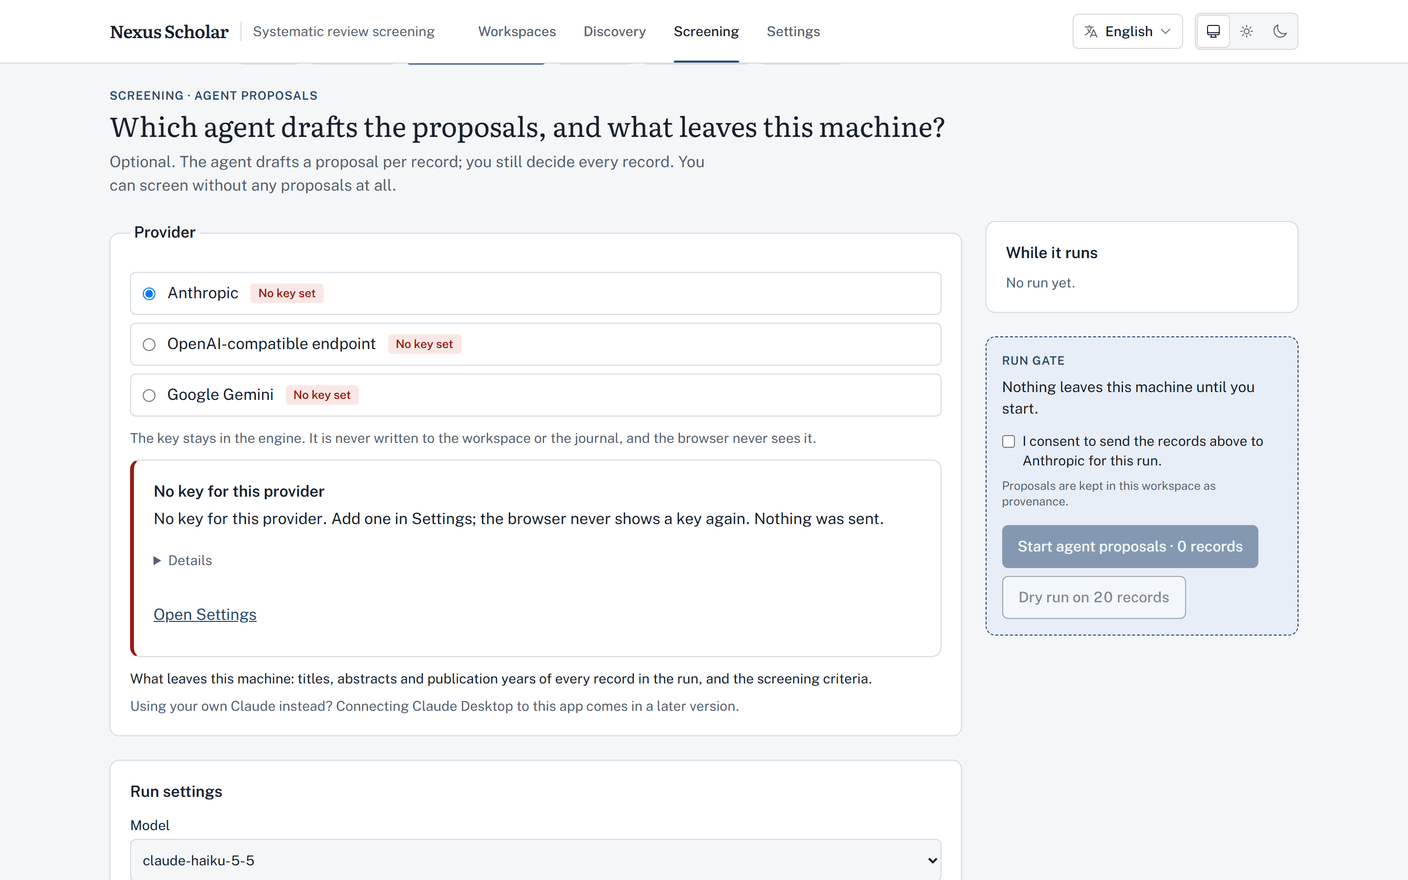 Nexus Scholar
Systematic review screening
Workspaces
Discovery
Screening
Settings
English
SCREENING · AGENT PROPOSALS
Which agent drafts the proposals, and what leaves this machine?
Optional. The agent drafts a proposal per record; you still decide every record. You
can screen without any proposals at all.
Provider
Anthropic
No key set
OpenAI-compatible endpoint
No key set
Google Gemini
No key set
The key stays in the engine. It is never written to the workspace or the journal, and the browser never sees it.
No key for this provider
No key for this provider. Add one in Settings; the browser never shows a key again. Nothing was sent.
Details
Open Settings
What leaves this machine: titles, abstracts and publication years of every record in the run, and the screening criteria.
Using your own Claude instead? Connecting Claude Desktop to this app comes in a later version.
Run settings
Model
claude-haiku-5-5
While it runs
No run yet.
RUN GATE
Nothing leaves this machine until you
start.
I consent to send the records above to
Anthropic for this run.
Proposals are kept in this workspace as
provenance.
Start agent proposals · 0 records
Dry run on 20 records